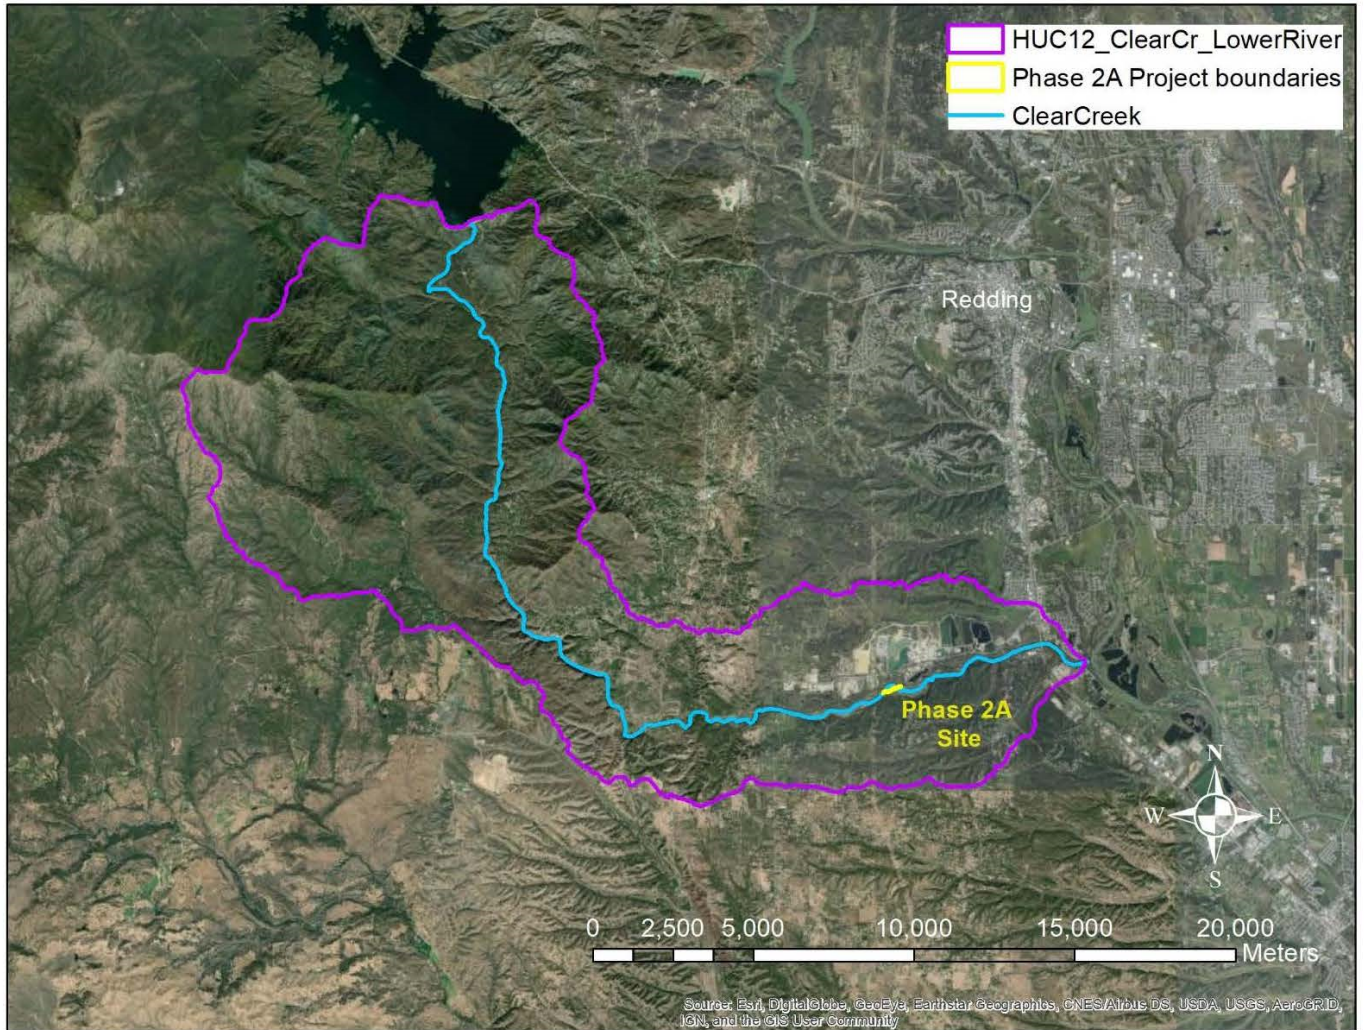 HUC12_ClearCr_LowerRiver
Phase 2A Project boundaries
ClearCreek
Redding
Phase 2A
Site
N
W E
S
0 2,500 5,000 10,000 15,000 20,000
Meters
Source: Esri, DigitalGlobe, GeoEye, Earthstar Geographics, CNES/Airbus DS, USDA, USGS, AeroGRID,
IGN, and the GIS User Community